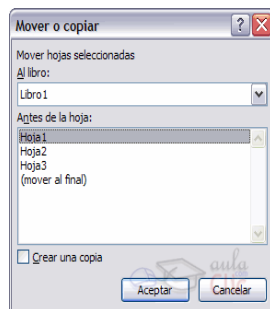 Mover o copiar
Mover hojas seleccionadas
Al libro:
Libro1
Antes de la hoja:
Hoja1
Hoja2
Hoja3
(mover al final)
Crear una copia
aula
Aceptar
Cancelar